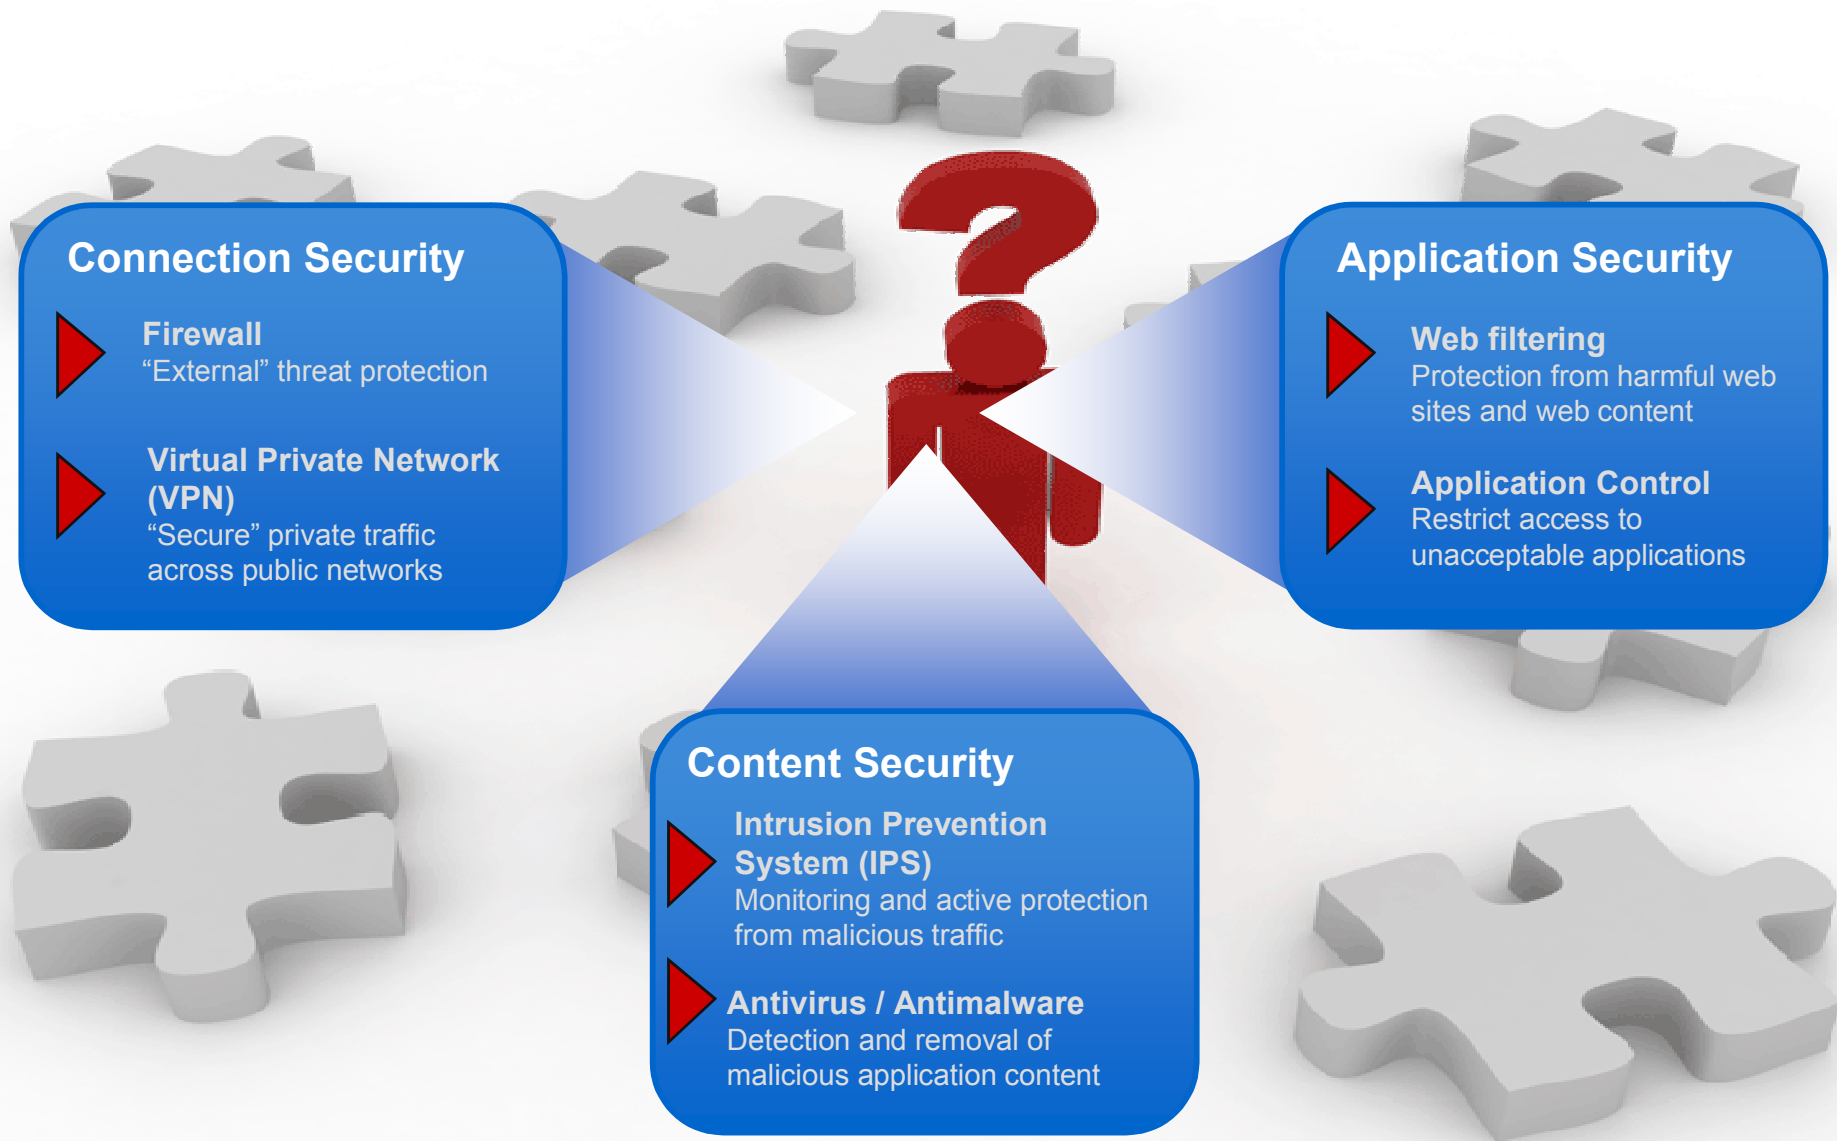 Connection Security
Firewall
“External” threat protection
Virtual Private Network
(VPN)
“Secure” private traffic
across public networks
Application Security
Web filtering
Protection from harmful web
sites and web content
Application Control
Restrict access to
unacceptable applications
Content Security
Intrusion Prevention
System (IPS)
Monitoring and active protection
from malicious traffic
Antivirus / Antimalware
Detection and removal of
malicious application content